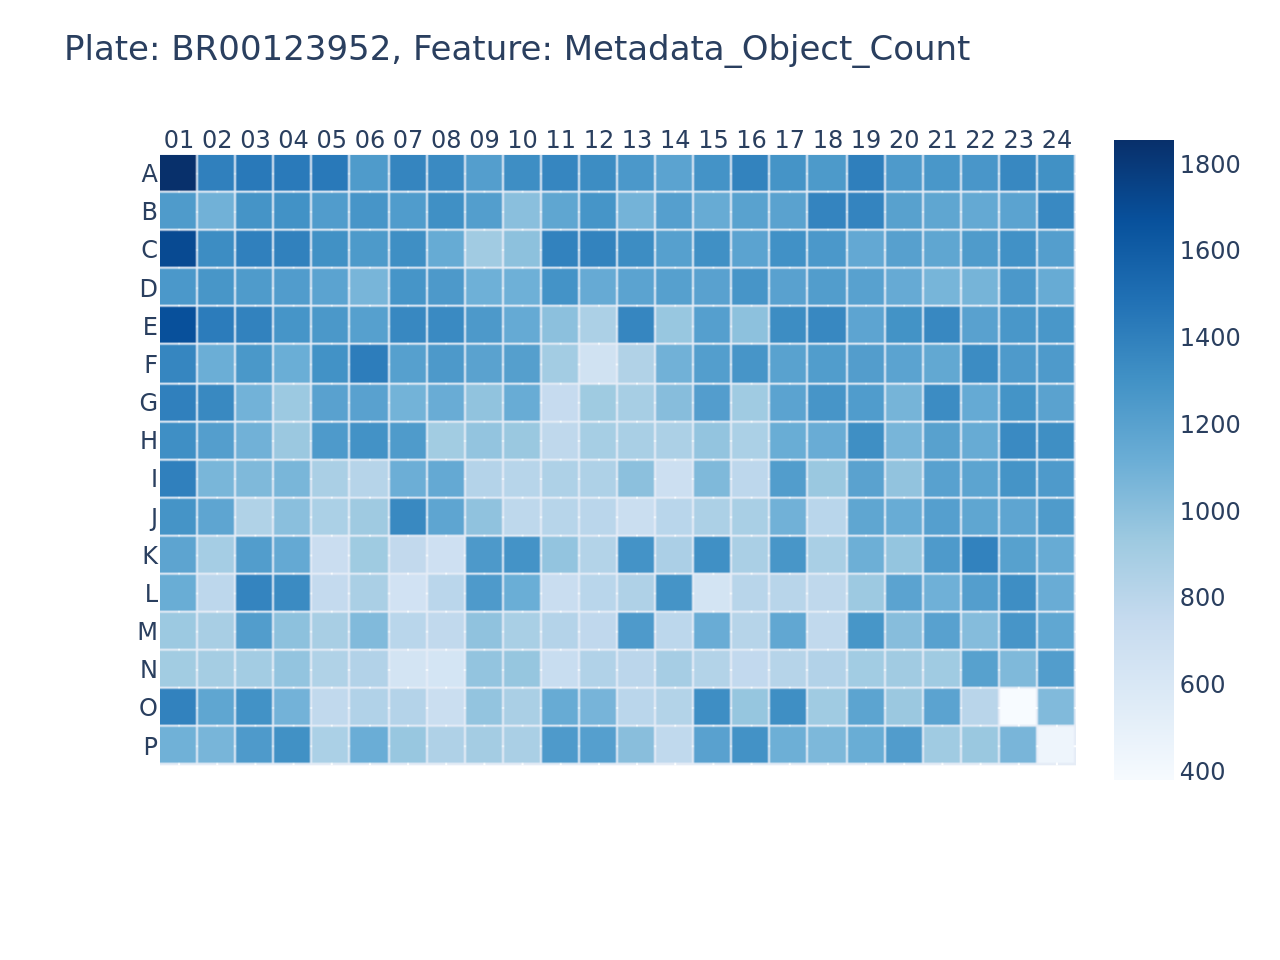 Plate: BR00123952, Feature: Metadata_Object_Count
01 02 03 04 05 06 07 08 09 10 11 12 13 14 15 16 17 18 19 20 21 22 23 24
A
B
C
D
E
F
G
H
I
J
K
L
M
N
O
P
1800
1600
1400
1200
1000
800
600
400